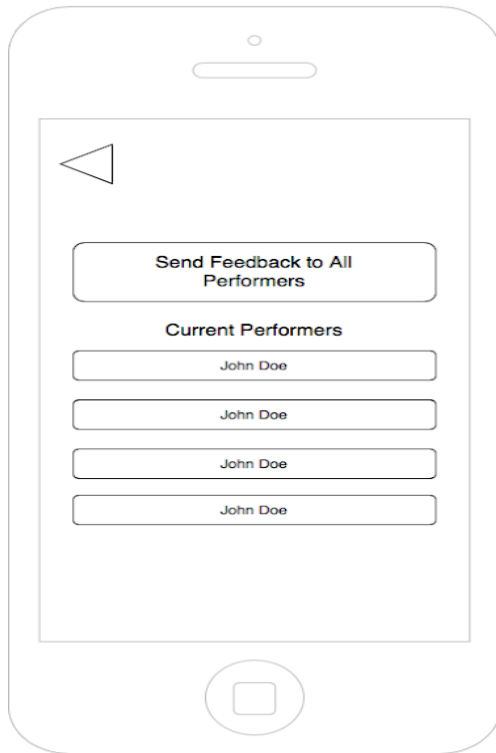 Send Feedback to All
Performers
Current Performers
John Doe
John Doe
John Doe
John Doe